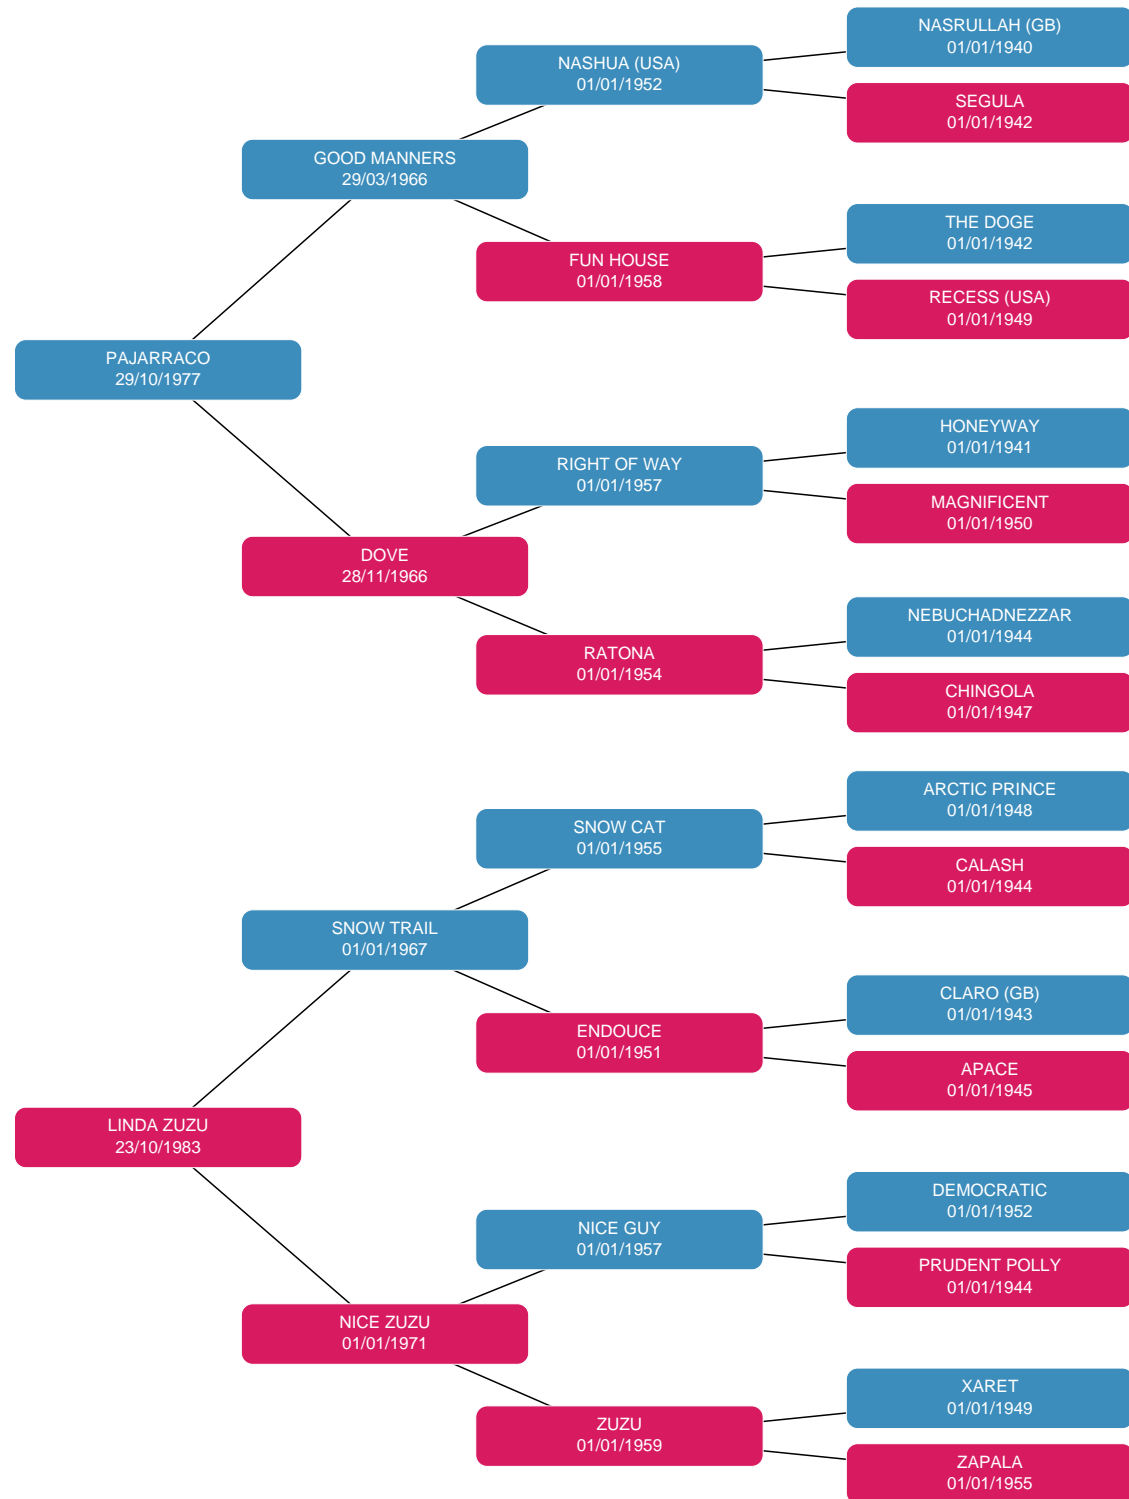 NASRULLAH (GB)
01/01/1940
NASHUA (USA)
01/01/1952
SEGULA
01/01/1942
GOOD MANNERS
29/03/1966
THE DOGE
01/01/1942
FUN HOUSE
01/01/1958
RECESS (USA)
01/01/1949
PAJARRACO
29/10/1977
HONEYWAY
01/01/1941
RIGHT OF WAY
01/01/1957
MAGNIFICENT
01/01/1950
DOVE
28/11/1966
NEBUCHADNEZZAR
01/01/1944
RATONA
01/01/1954
CHINGOLA
01/01/1947
ARCTIC PRINCE
01/01/1948
SNOW CAT
01/01/1955
CALASH
01/01/1944
SNOW TRAIL
01/01/1967
CLARO (GB)
01/01/1943
ENDOUCE
01/01/1951
APACE
01/01/1945
LINDA ZUZU
23/10/1983
DEMOCRATIC
01/01/1952
NICE GUY
01/01/1957
PRUDENT POLLY
01/01/1944
NICE ZUZU
01/01/1971
XARET
01/01/1949
ZUZU
01/01/1959
ZAPALA
01/01/1955